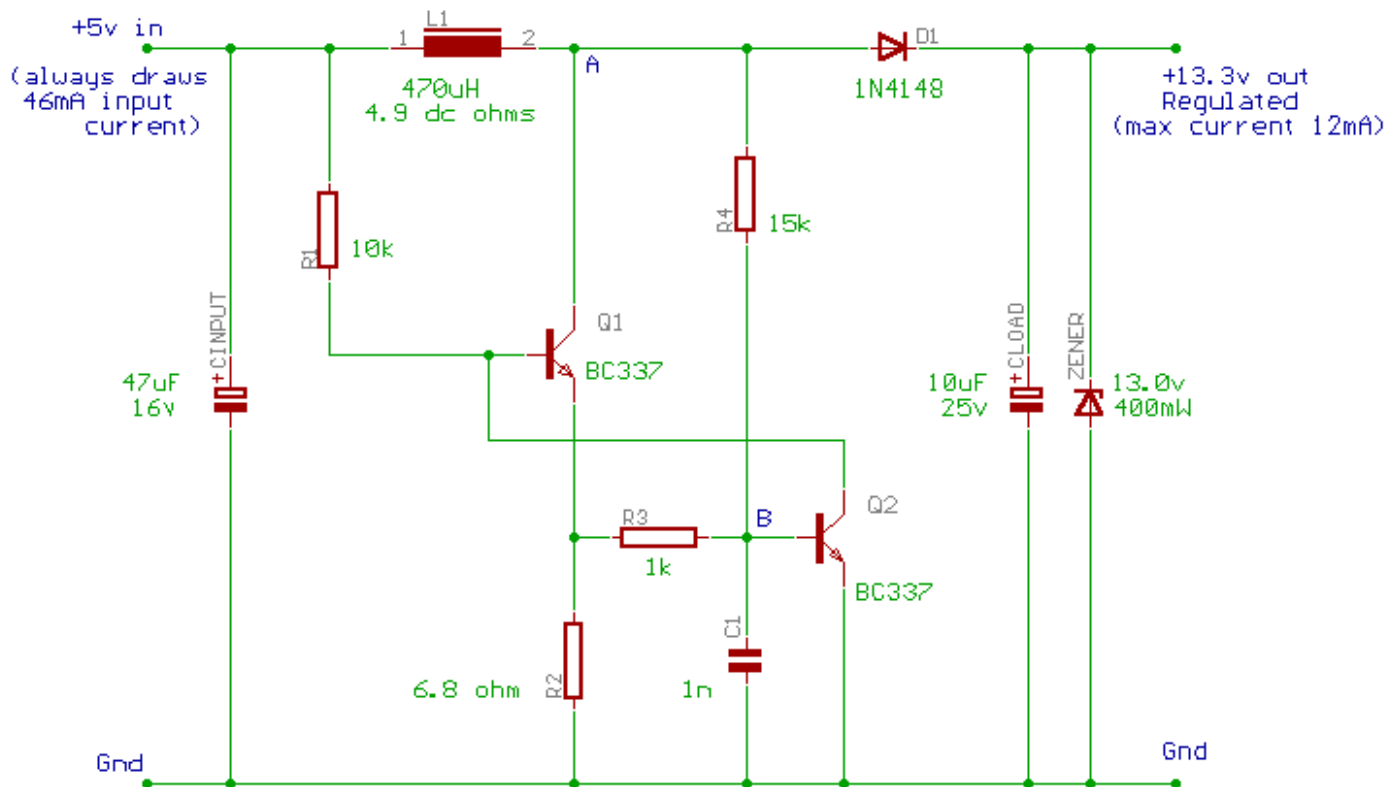 +5v in
(always draws
46mA input
current)
L1
1
2
470uH
4.9 dc ohms
A
D1
1N4148
+13.3v out
Regulated
(max current 12mA)
R1
10k
R4
15k
+CINPUT
47uF
16v
Q1
BC337
+CLOAD
10uF
25v
ZENER
13.0v
400mW
R3
1k
B
Q2
BC337
R2
6.8 ohm
C1
1n
Gnd
Gnd